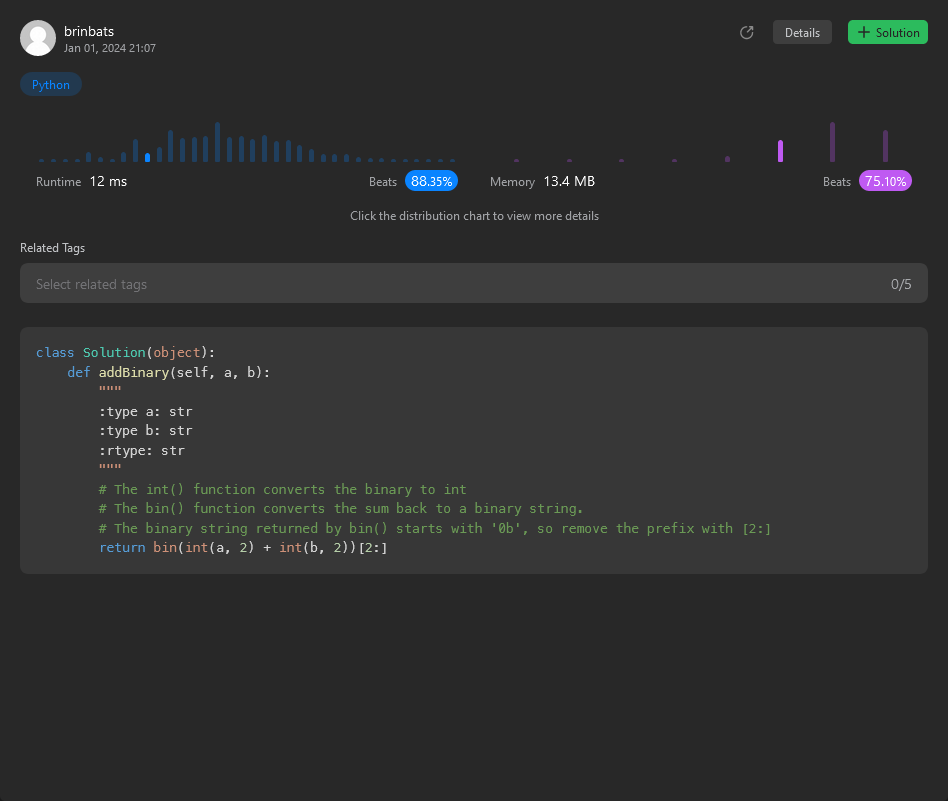 brinbats
Jan 01, 2024 21:07
Details
+ Solution
Python
Runtime 12 ms Beats 88.35% Memory 13.4 MB Beats 75.10%
Click the distribution chart to view more details
Related Tags
Select related tags 0/5
class Solution(object):
    def addBinary(self, a, b):
        """
        :type a: str
        :type b: str
        :rtype: str
        """
        # The int() function converts the binary to int
        # The bin() function converts the sum back to a binary string.
        # The binary string returned by bin() starts with '0b', so remove the prefix with [2:]
        return bin(int(a, 2) + int(b, 2))[2:]